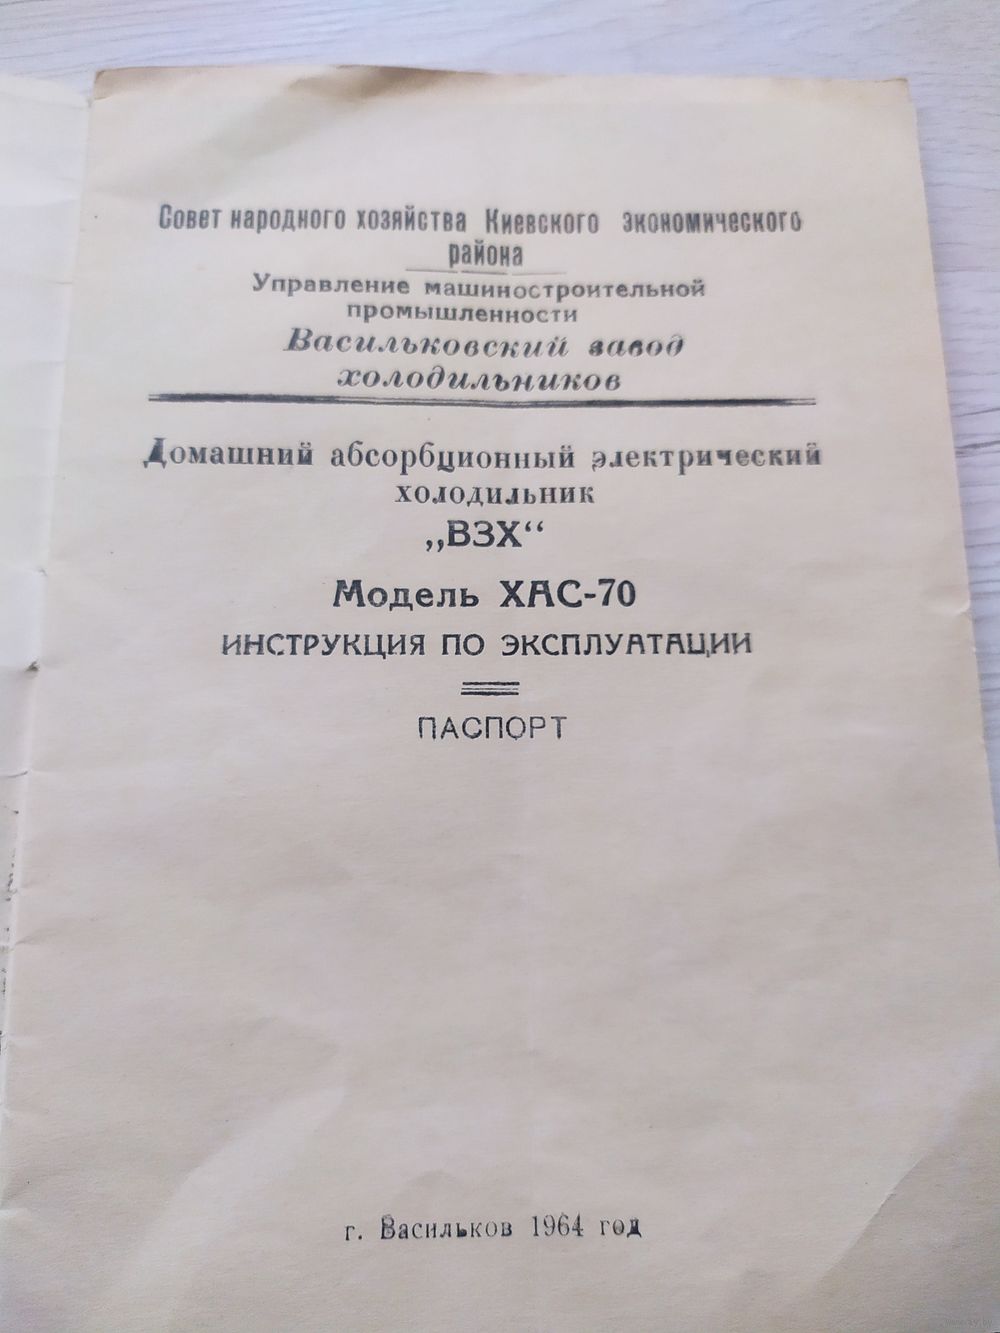 Совет народного хозяйства Киевского экономического
района
Управление машиностроительной
промышленности
Васильковский завод
холодильников
Домашний абсорбционный электрический
холодильник
„ВЗХ“
Модель ХАС-70
ИНСТРУКЦИЯ ПО ЭКСПЛУАТАЦИИ
ПАСПОРТ
г. Васильков 1964 год